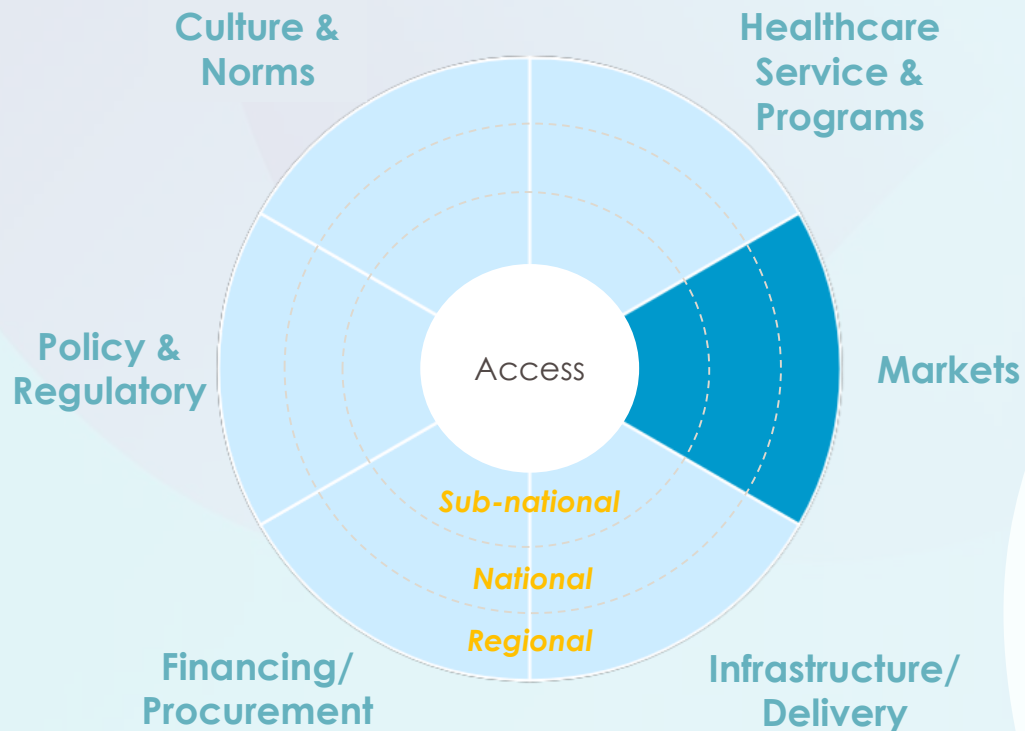 Culture &
Norms
Healthcare
Service &
Programs
Policy &
Regulatory
Access
Markets
Sub-national
National
Regional
Financing/
Procurement
Infrastructure/
Delivery